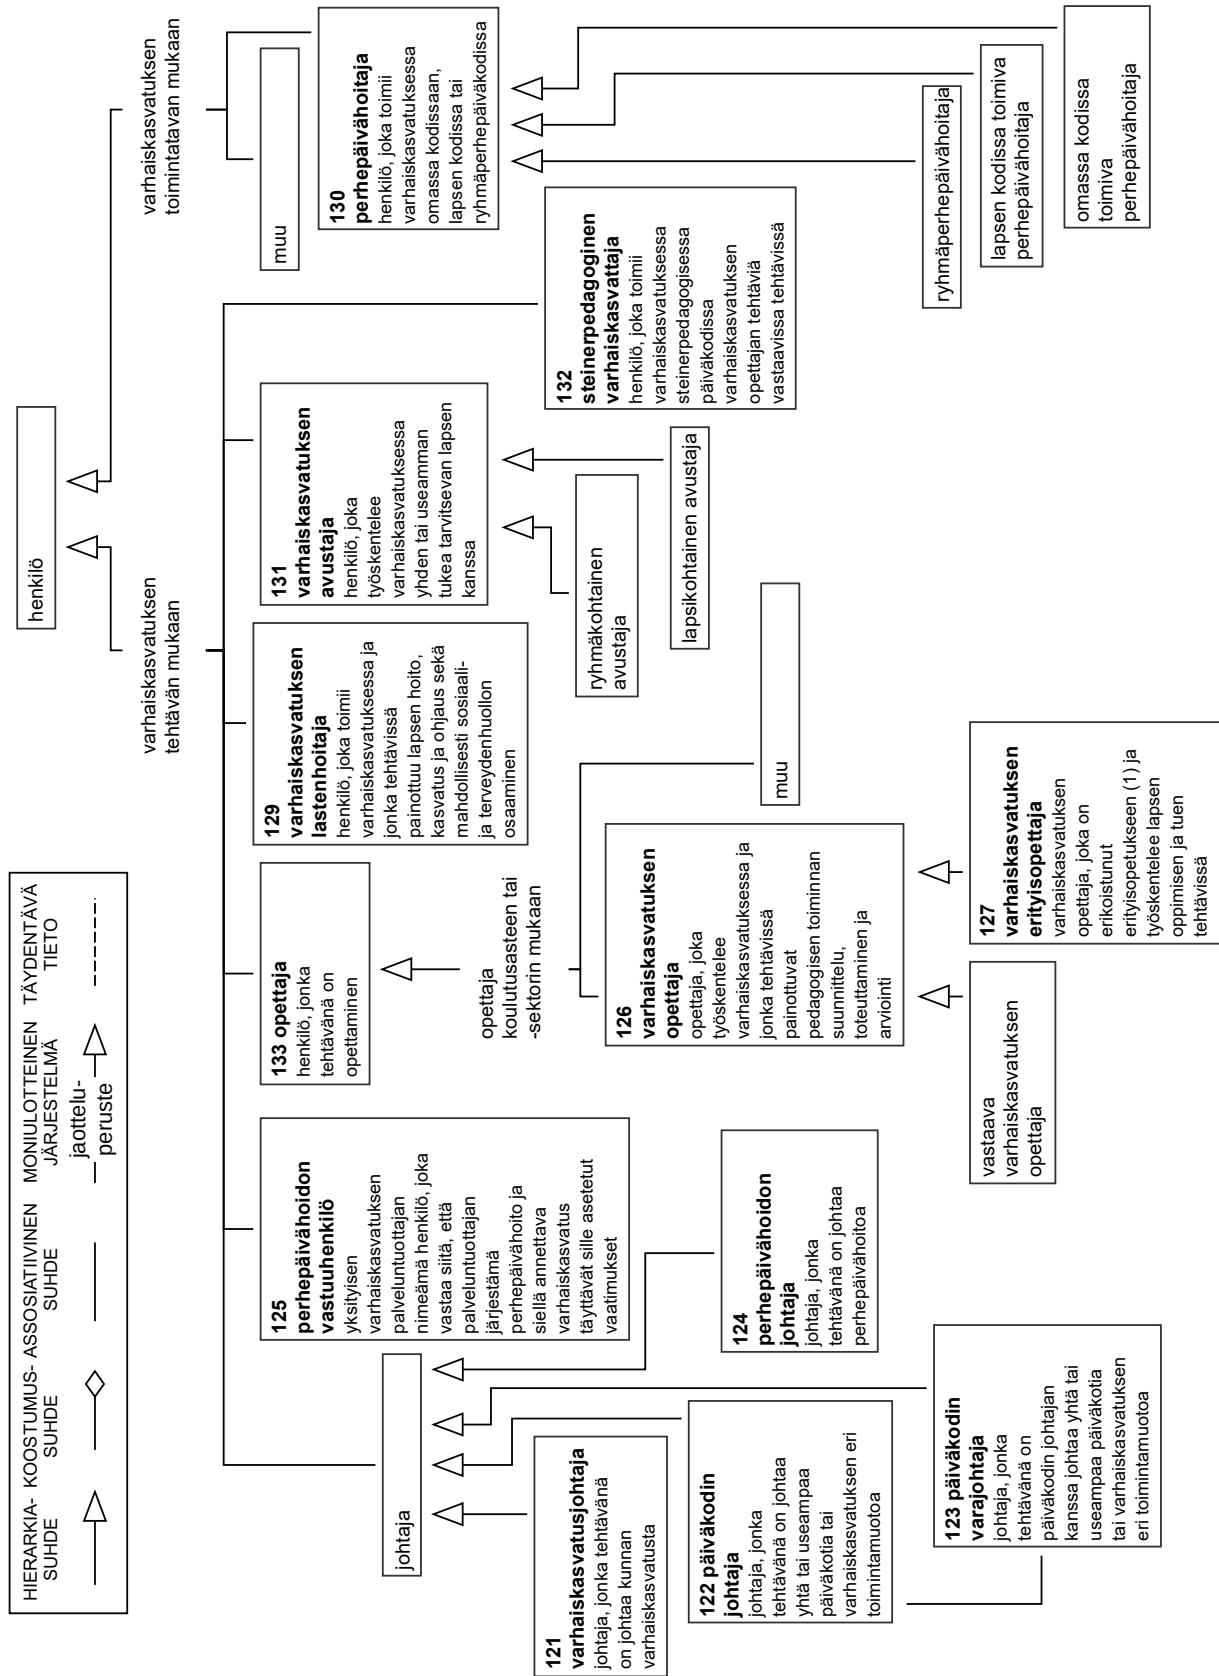 HIERARKIA-
SUHDE
KOOSTUMUS-
SUHDE
ASSOSIATIIVINEN
SUHDE
MONIULOTTEINEN
JÄRJESTELMÄ
jaottelu-
peruste
TÄYDENTÄVÄ
TIETO
henkilö
varhaiskasvatuksen
tehtävän mukaan
varhaiskasvatuksen
toimintatavan mukaan
johtaja
125
perhepäivähoidon
vastuuhenkilö
yksityisen
varhaiskasvatuksen
palveluntuottajan
nimeämä henkilö, joka
vastaa siitä, että
palveluntuottajan
järjestämä
perhepäivähoito ja
siellä annettava
varhaiskasvatus
täyttävät sille asetetut
vaatimukset
133 opettaja
henkilö, jonka
tehtävänä on
opettaminen
129
varhaiskasvatuksen
lastenhoitaja
henkilö, joka toimii
varhaiskasvatuksessa ja
jonka tehtävissä
painottuu lapsen hoito,
kasvatus ja ohjaus sekä
mahdollisesti sosiaali-
ja terveydenhuollon
osaaminen
131
varhaiskasvatuksen
avustaja
henkilö, joka
työskentelee
varhaiskasvatuksessa
yhden tai useamman
tukea tarvitsevan lapsen
kanssa
muu
130
perhepäivähoitaja
henkilö, joka toimii
varhaiskasvatuksessa
omassa kodissaan,
lapsen kodissa tai
ryhmäperhepäiväkodissa
opettaja
koulutusasteen tai
-sektorin mukaan
132
steinerpedagoginen
varhaiskasvattaja
henkilö, joka toimii
varhaiskasvatuksessa
steinerpedagogisessa
päiväkodissa
varhaiskasvatuksen
opettajan tehtäviä
vastaavissa tehtävissä
121
varhaiskasvatusjohtaja
johtaja, jonka tehtävänä
on johtaa kunnan
varhaiskasvatusta
ryhmäkohtainen
avustaja
lapsikohtainen avustaja
126
varhaiskasvatuksen
opettaja
opettaja, joka
työskentelee
varhaiskasvatuksessa ja
jonka tehtävissä
painottuvat
pedagogisen toiminnan
suunnittelu,
toteuttaminen ja
arviointi
muu
122 päiväkodin
johtaja
johtaja, jonka
tehtävänä on johtaa
yhtä tai useampaa
päiväkotia tai
varhaiskasvatuksen eri
toimintamuotoa
124
perhepäivähoidon
johtaja
johtaja, jonka
tehtävänä on johtaa
perhepäivähoitoa
123 päiväkodin
varajohtaja
johtaja, jonka
tehtävänä on
päiväkodin johtajan
kanssa johtaa yhtä tai
useampaa päiväkotia
tai varhaiskasvatuksen
eri toimintamuotoa
vastaava
varhaiskasvatuksen
opettaja
127
varhaiskasvatuksen
erityisopettaja
varhaiskasvatuksen
opettaja, joka on
erikoistunut
erityisopetukseen (1) ja
työskentelee lapsen
oppimisen ja tuen
tehtävissä
ryhmäperhepäivähoitaja
lapsen kodissa toimiva
perhepäivähoitaja
omassa kodissa
toimiva
perhepäivähoitaja